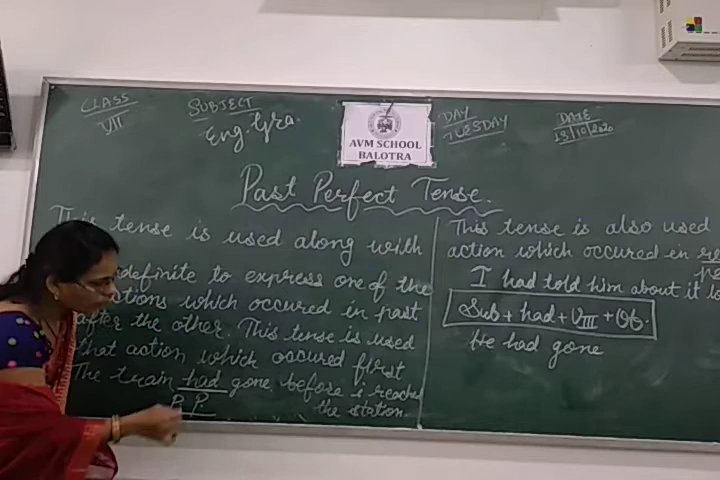 CLASS
VII
SUBJECT
Eng. Gra.
AVM SCHOOL
BALOTRA
DAY
TUESDAY
DATE
13/10/2020
Past Perfect Tense.
This tense is used along with
definite to express one of the
actions which occured in past
after the other. This tense is used
that action which occured first
The train had gone before i reached
P.P.
the station.
This tense is also used
action which occured in re
pa
I had told him about it
Sub + had + VIII + Ob.
He had gone